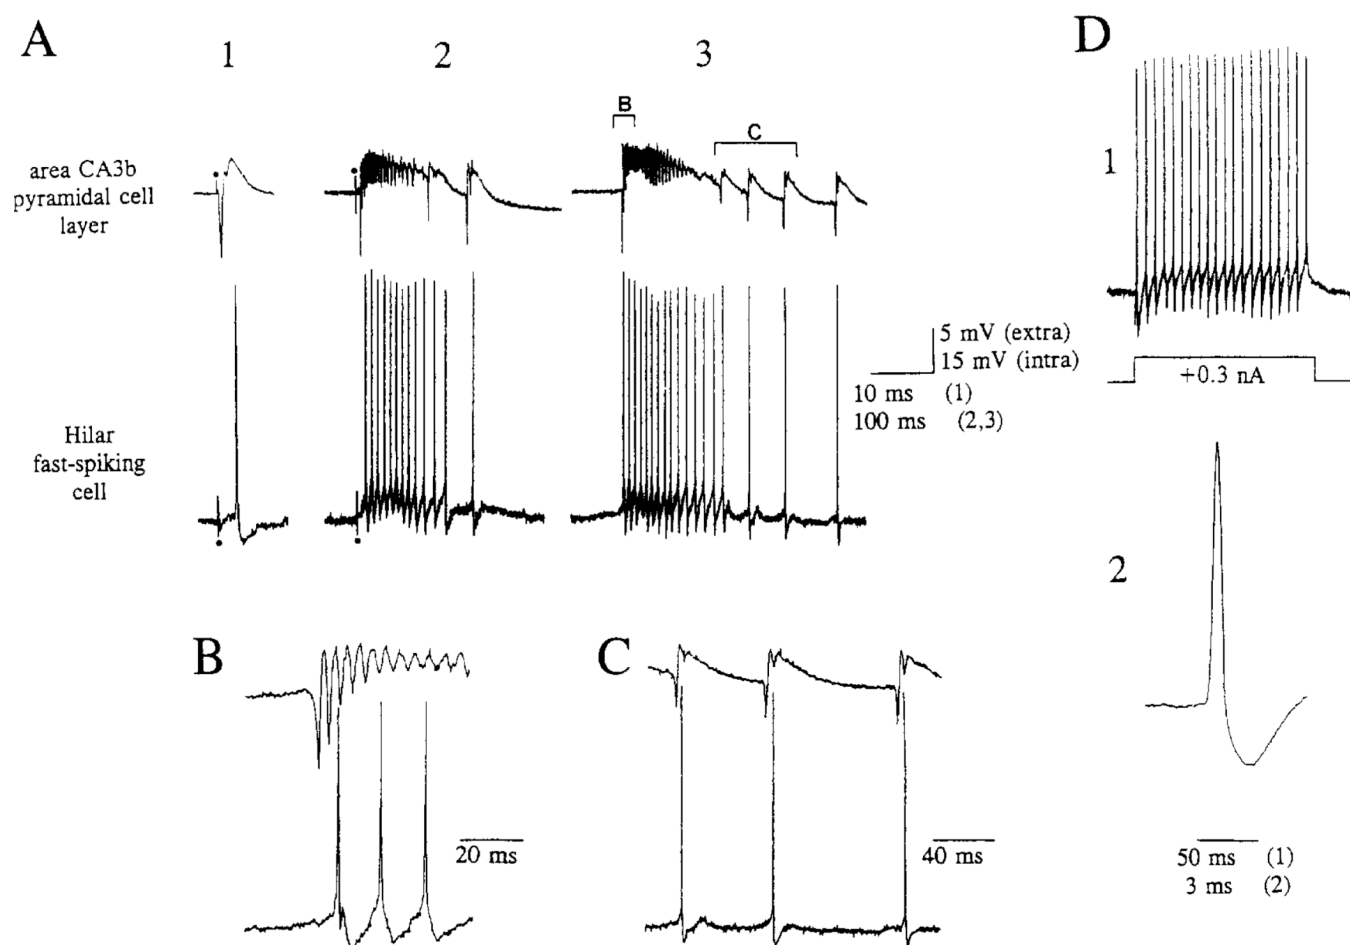 A
1
2
3
B
C
area CA3b
pyramidal cell
layer
5 mV (extra)
15 mV (intra)
10 ms (1)
100 ms (2,3)
Hilar
fast-spiking
cell
B
20 ms
C
40 ms
D
1
+0.3 nA
2
50 ms (1)
3 ms (2)